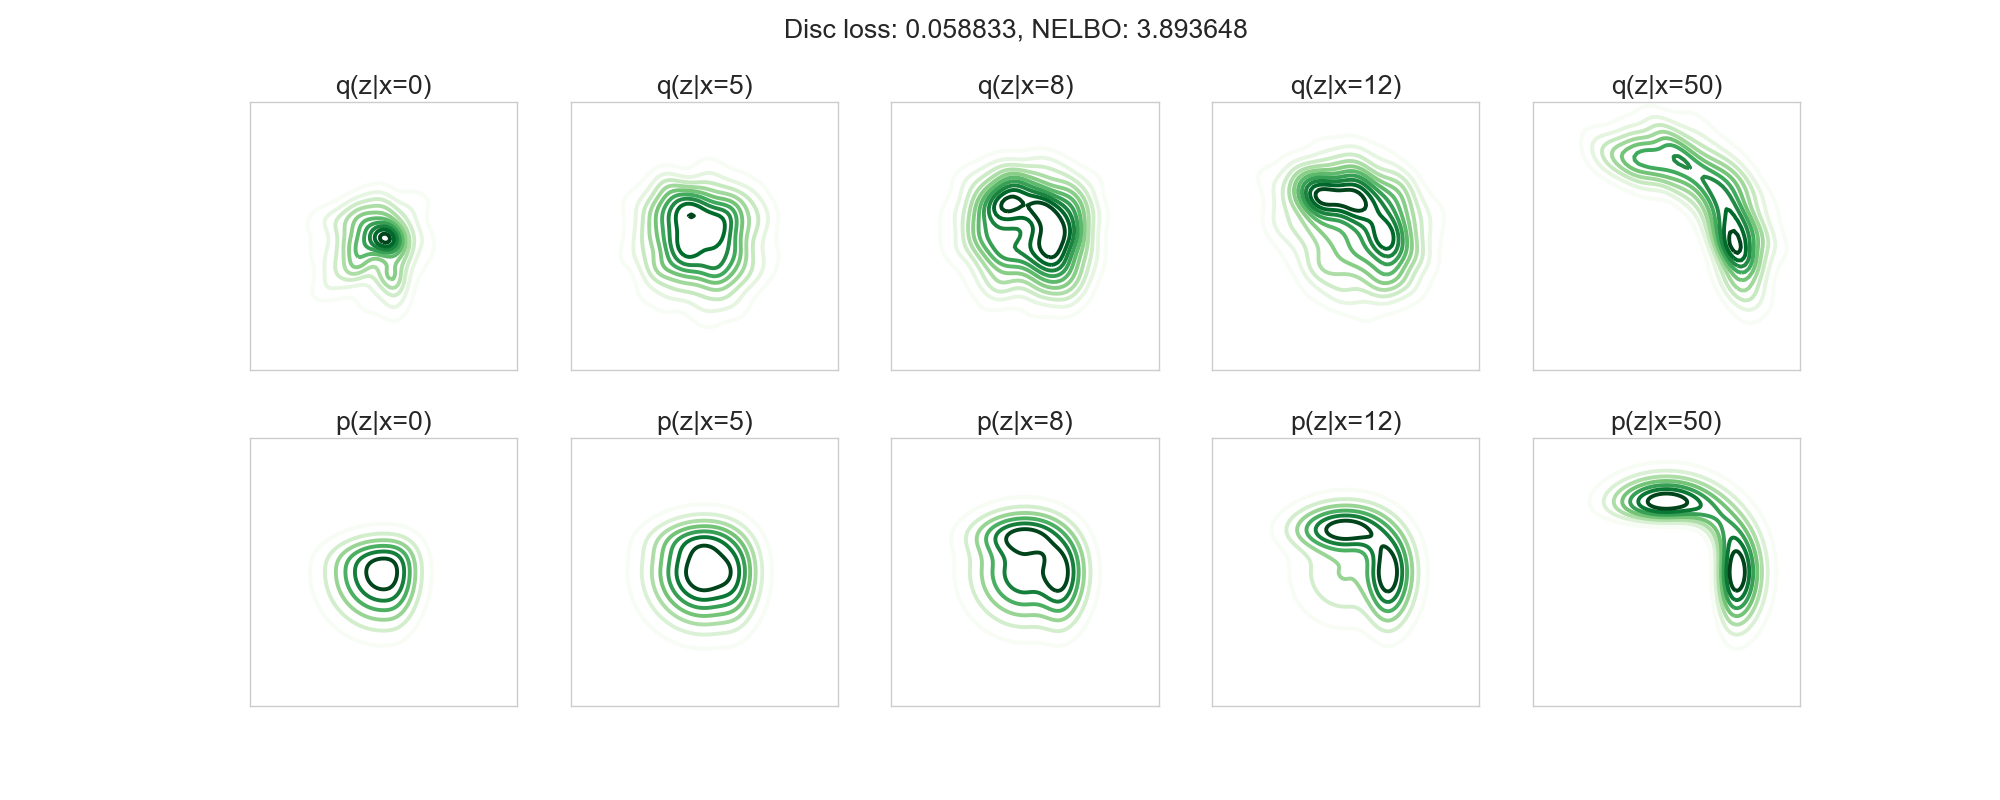 Disc loss: 0.058833, NELBO: 3.893648
q(z|x=0) q(z|x=5) q(z|x=8) q(z|x=12) q(z|x=50)
p(z|x=0) p(z|x=5) p(z|x=8) p(z|x=12) p(z|x=50)